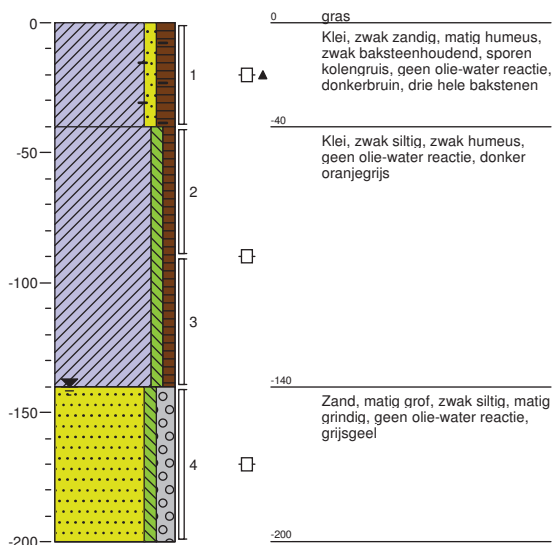 0
-50
-100
-150
-200
1
2
3
4
0
gras
Klei, zwak zandig, matig humeus,
zwak baksteenhoudend, sporen
kolengruis, geen olie-water reactie,
donkerbruin, drie hele bakstenen
-40
Klei, zwak siltig, zwak humeus,
geen olie-water reactie, donker
oranjegrijs
-140
Zand, matig grof, zwak siltig, matig
grindig, geen olie-water reactie,
grijsgeel
-200